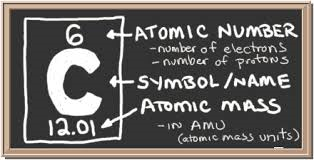 6
C
12.01
ATOMIC NUMBER
-number of electrons
-number of protons
SYMBOL/NAME
ATOMIC MASS
-IN AMU
(atomic mass units)